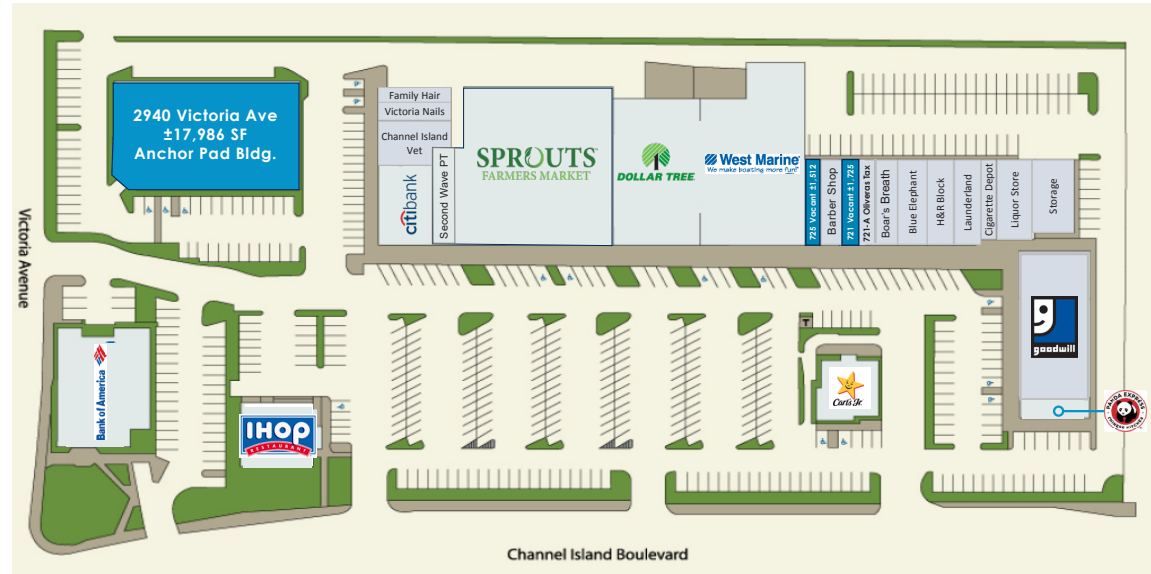 2940 Victoria Ave
±17,986 SF
Anchor Pad Bldg.
Family Hair
Victoria Nails
Channel Island
Vet
citibank
Second Wave PT
SPROUTS
FARMERS MARKET
DOLLAR TREE
West Marine
We make boating more fun!
725 Vacant ±1,512
Barber Shop
721 Vacant ±1,725
721-A Oliveras Tax
Boar's Breath
Blue Elephant
H&R Block
Launderland
Cigarette Depot
Liquor Store
Storage
Victoria Avenue
Bank of America
IHOP
RESTAURANT
T
Carl's Jr.
goodwill
PANDA EXPRESS
CHINESE KITCHEN
Channel Island Boulevard